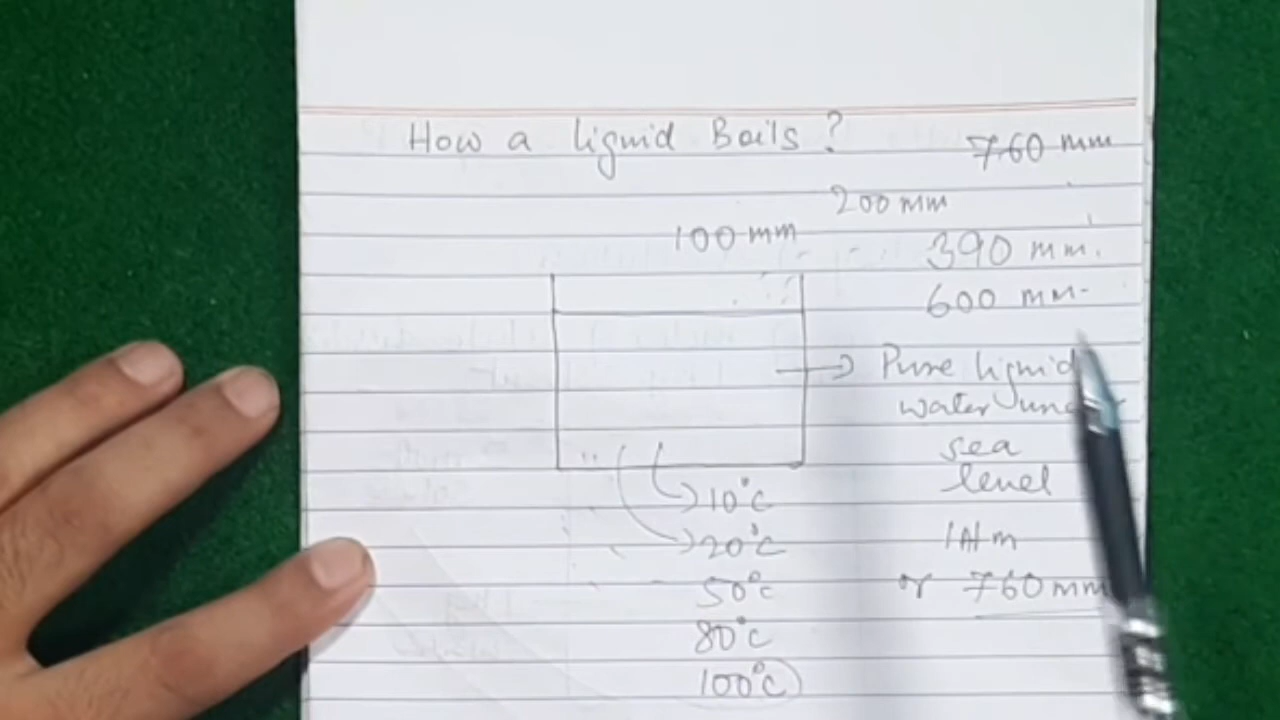 How a liquid Boils ?
760 mm
200 mm
100 mm
390 mm.
600 mm-
Pure liquid
water
sea
level
10°C
20°C
1Atm
50°C
or 760 mm
80°C
100°C